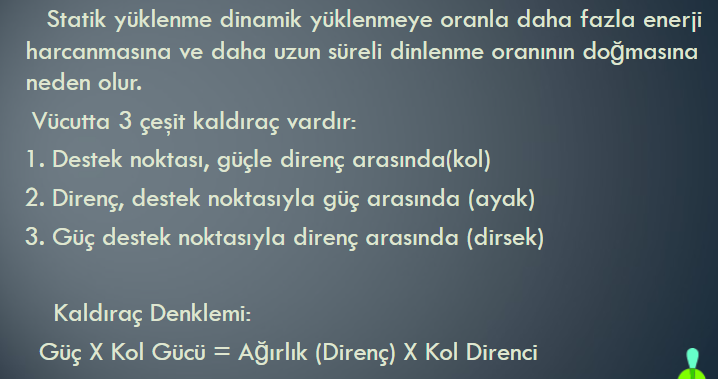 Statik yüklenme dinamik yüklenmeye oranla daha fazla enerji
harcanmasına ve daha uzun süreli dinlenme oranının doğmasına
neden olur.
Vücutta 3 çeşit kaldıraç vardır:
1. Destek noktası, güçle direnç arasında(kol)
2. Direnç, destek noktasıyla güç arasında (ayak)
3. Güç destek noktasıyla direnç arasında (dirsek)
Kaldıraç Denklemi:
Güç X Kol Gücü = Ağırlık (Direnç) X Kol Direnci